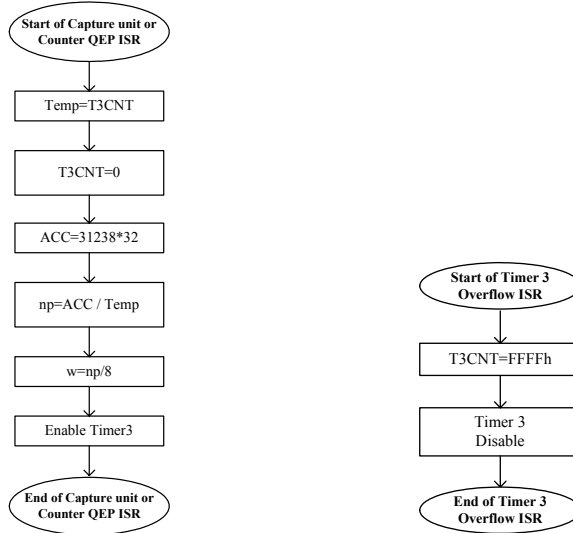 Start of Capture unit or
Counter QEP ISR
Temp=T3CNT
T3CNT=0
ACC=31238*32
np=ACC / Temp
w=np/8
Enable Timer3
End of Capture unit or
Counter QEP ISR
Start of Timer 3
Overflow ISR
T3CNT=FFFFh
Timer 3
Disable
End of Timer 3
Overflow ISR